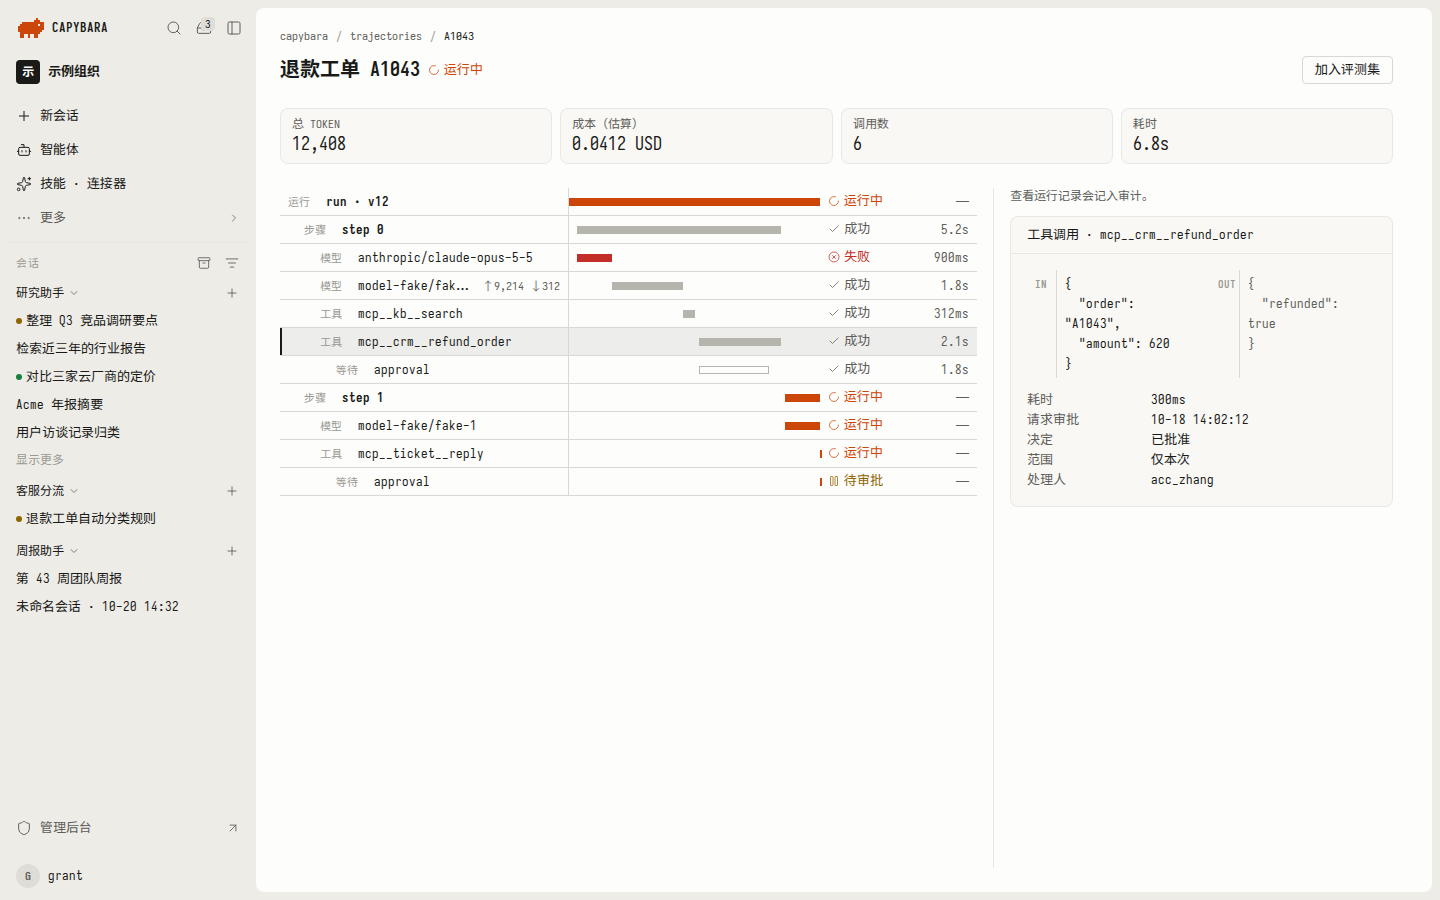 CAPYBARA
3
示 示例组织
新会话
智能体
技能 · 连接器
更多
会话
研究助手
整理 Q3 竞品调研要点
检索近三年的行业报告
对比三家云厂商的定价
Acme 年报摘要
用户访谈记录归类
显示更多
客服分流
退款工单自动分类规则
周报助手
第 43 周团队周报
未命名会话 · 10-20 14:32
管理后台
G grant
capybara / trajectories / A1043
退款工单 A1043 运行中
加入评测集
总 TOKEN
12,408
成本（估算）
0.0412 USD
调用数
6
耗时
6.8s
运行 run · v12 运行中 —
步骤 step 0 成功 5.2s
模型 anthropic/claude-opus-5-5 失败 900ms
模型 model-fake/fak... ↑9,214 ↓312 成功 1.8s
工具 mcp__kb__search 成功 312ms
工具 mcp__crm__refund_order 成功 2.1s
等待 approval 成功 1.8s
步骤 step 1 运行中 —
模型 model-fake/fake-1 运行中 —
工具 mcp__ticket__reply 运行中 —
等待 approval 待审批 —
查看运行记录会记入审计。
工具调用 · mcp__crm__refund_order
IN
{
"order":
"A1043",
"amount": 620
}
OUT
{
"refunded":
true
}
耗时 300ms
请求审批 10-18 14:02:12
决定 已批准
范围 仅本次
处理人 acc_zhang